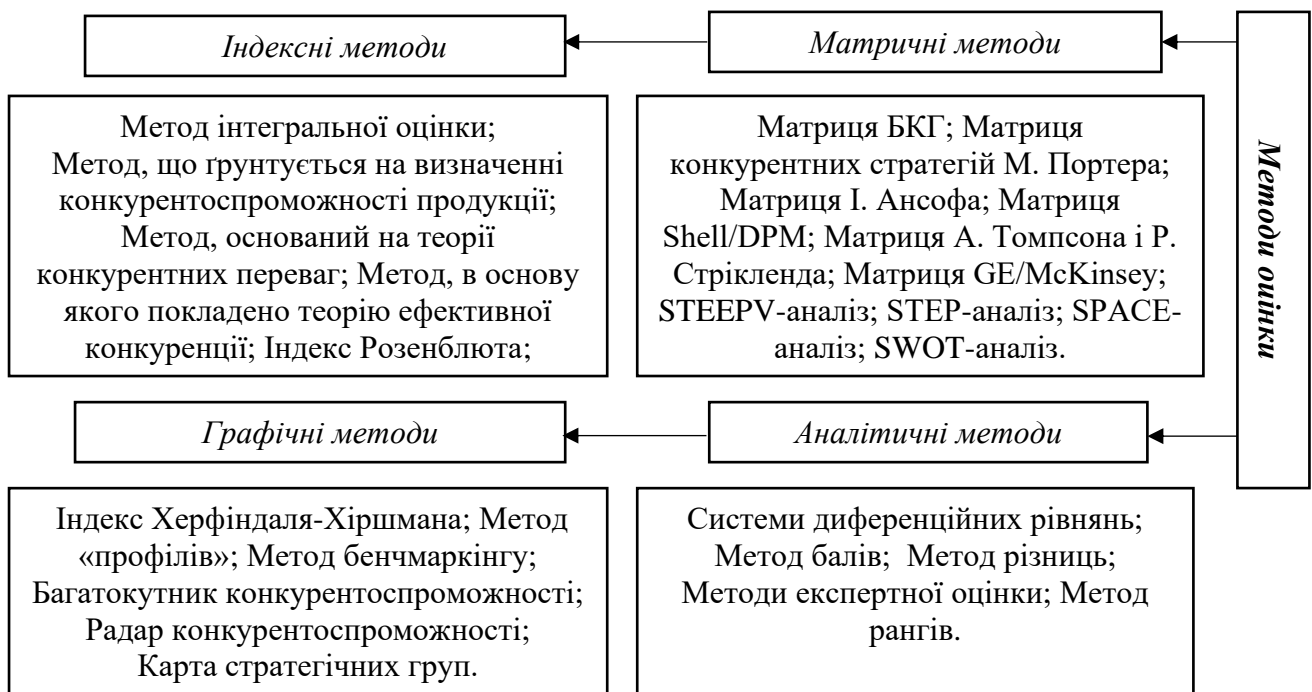 Індексні методи
Матричні методи
Метод інтегральної оцінки;
Метод, що ґрунтується на визначенні
конкурентоспроможності продукції;
Метод, оснований на теорії
конкурентних переваг; Метод, в основу
якого покладено теорію ефективної
конкуренції; Індекс Розенблюта;
Матриця БКГ; Матриця
конкурентних стратегій М. Портера;
Матриця І. Ансофа; Матриця
Shell/DPM; Матриця А. Томпсона і Р.
Стрікленда; Матриця GE/McKinsey;
STEEPV-аналіз; STEP-аналіз; SPACE-
аналіз; SWOT-аналіз.
Методи оцінки
Графічні методи
Аналітичні методи
Індекс Херфіндаля-Хіршмана; Метод
«профілів»; Метод бенчмаркінгу;
Багатокутник конкурентоспроможності;
Радар конкурентоспроможності;
Карта стратегічних груп.
Системи диференційних рівнянь;
Метод балів; Метод різниць;
Методи експертної оцінки; Метод
рангів.